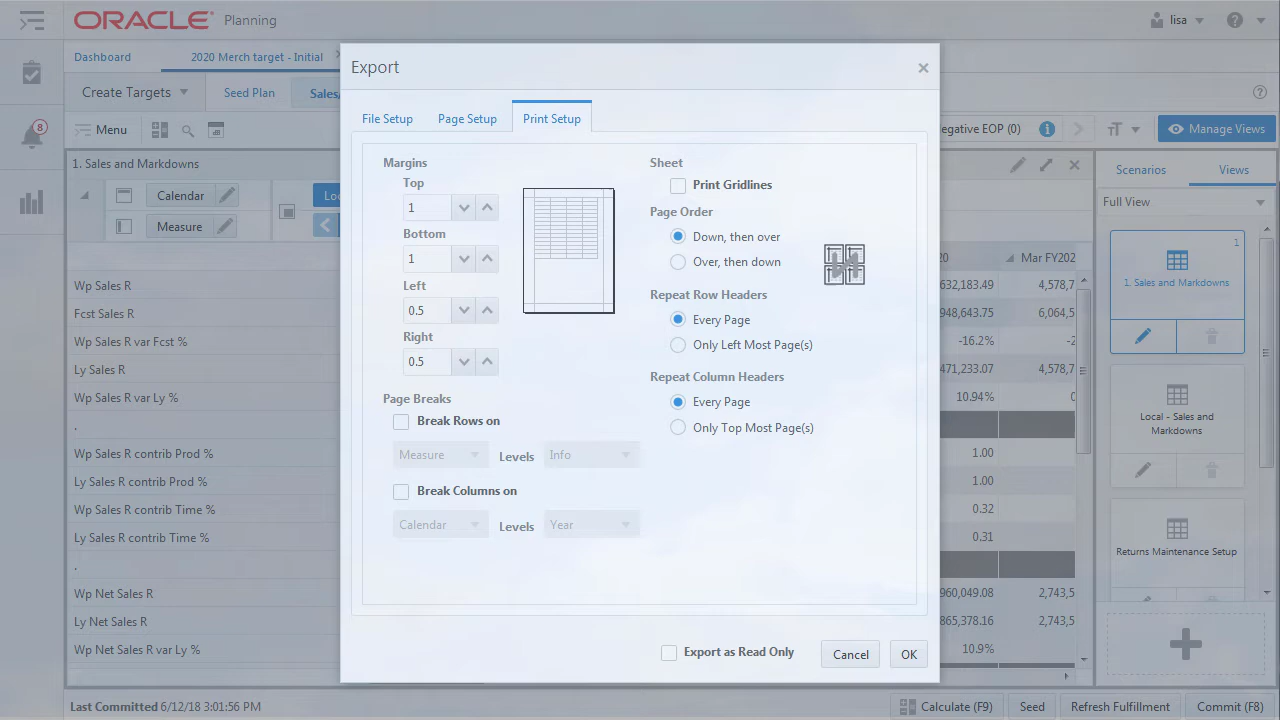 ORACLE Planning
lisa
Dashboard
2020 Merch target - Initial
Create Targets
Seed Plan
Sales/
Menu
egative EOP (0)
Manage Views
Export
File Setup
Page Setup
Print Setup
Margins
Top
1
Bottom
1
Left
0.5
Right
0.5
Page Breaks
Break Rows on
Measure
Levels
Info
Break Columns on
Calendar
Levels
Year
Sheet
Print Gridlines
Page Order
Down, then over
Over, then down
Repeat Row Headers
Every Page
Only Left Most Page(s)
Repeat Column Headers
Every Page
Only Top Most Page(s)
Export as Read Only
Cancel
OK
8
1. Sales and Markdowns
Calendar
Measure
Loc
20
Mar FY202
Wp Sales R
632,183.49
4,578,7
Fcst Sales R
948,643.75
6,064,5
Wp Sales R var Fcst %
-16.2%
-2
Ly Sales R
471,233.07
4,578,7
Wp Sales R var Ly %
10.94%
0
.
Wp Sales R contrib Prod %
1.00
Ly Sales R contrib Prod %
1.00
Wp Sales R contrib Time %
0.32
Ly Sales R contrib Time %
0.31
.
Wp Net Sales R
960,049.08
2,743,5
Ly Net Sales R
865,378.16
2,743,5
Wp Net Sales R var Ly %
10.9%
Scenarios
Views
Full View
1
1. Sales and Markdowns
Local - Sales and
Markdowns
Returns Maintenance Setup
Last Committed 6/12/18 3:01:56 PM
Calculate (F9)
Seed
Refresh Fulfillment
Commit (F8)